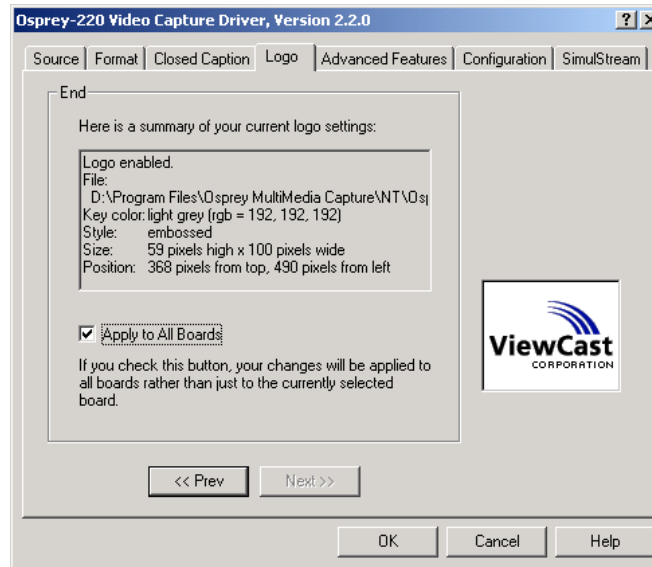 Osprey-220 Video Capture Driver, Version 2.2.0
Source Format Closed Caption Logo Advanced Features Configuration SimulStream
End
Here is a summary of your current logo settings:
Logo enabled.
File:
D:\Program Files\Osprey MultiMedia Capture\NT\Osp
Key color: light grey (rgb = 192, 192, 192)
Style: embossed
Size: 59 pixels high x 100 pixels wide
Position: 368 pixels from top, 490 pixels from left
Apply to All Boards
If you check this button, your changes will be applied to
all boards rather than just to the currently selected
board.
ViewCast
CORPORATION
<< Prev Next >>
OK Cancel Help